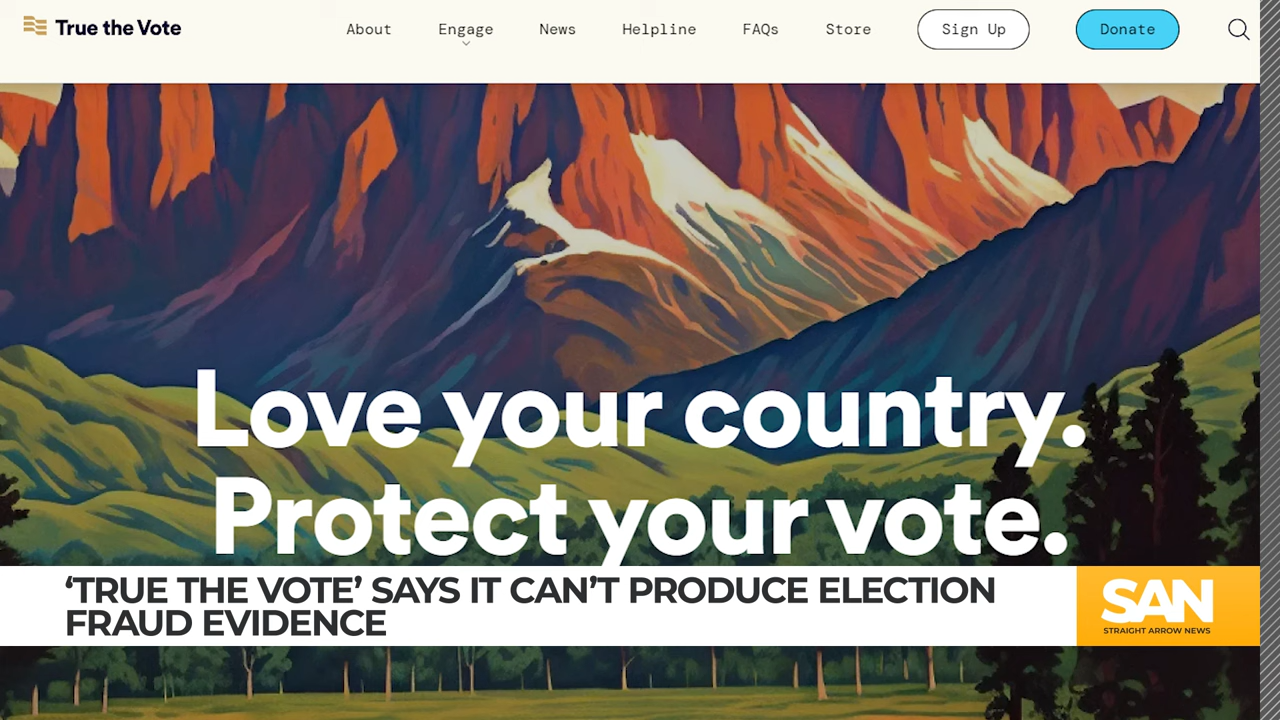 True the Vote
About Engage News Helpline FAQs Store Sign Up Donate
Love your country.
Protect your vote.
‘TRUE THE VOTE’ SAYS IT CAN’T PRODUCE ELECTION
FRAUD EVIDENCE
SAN
STRAIGHT ARROW NEWS